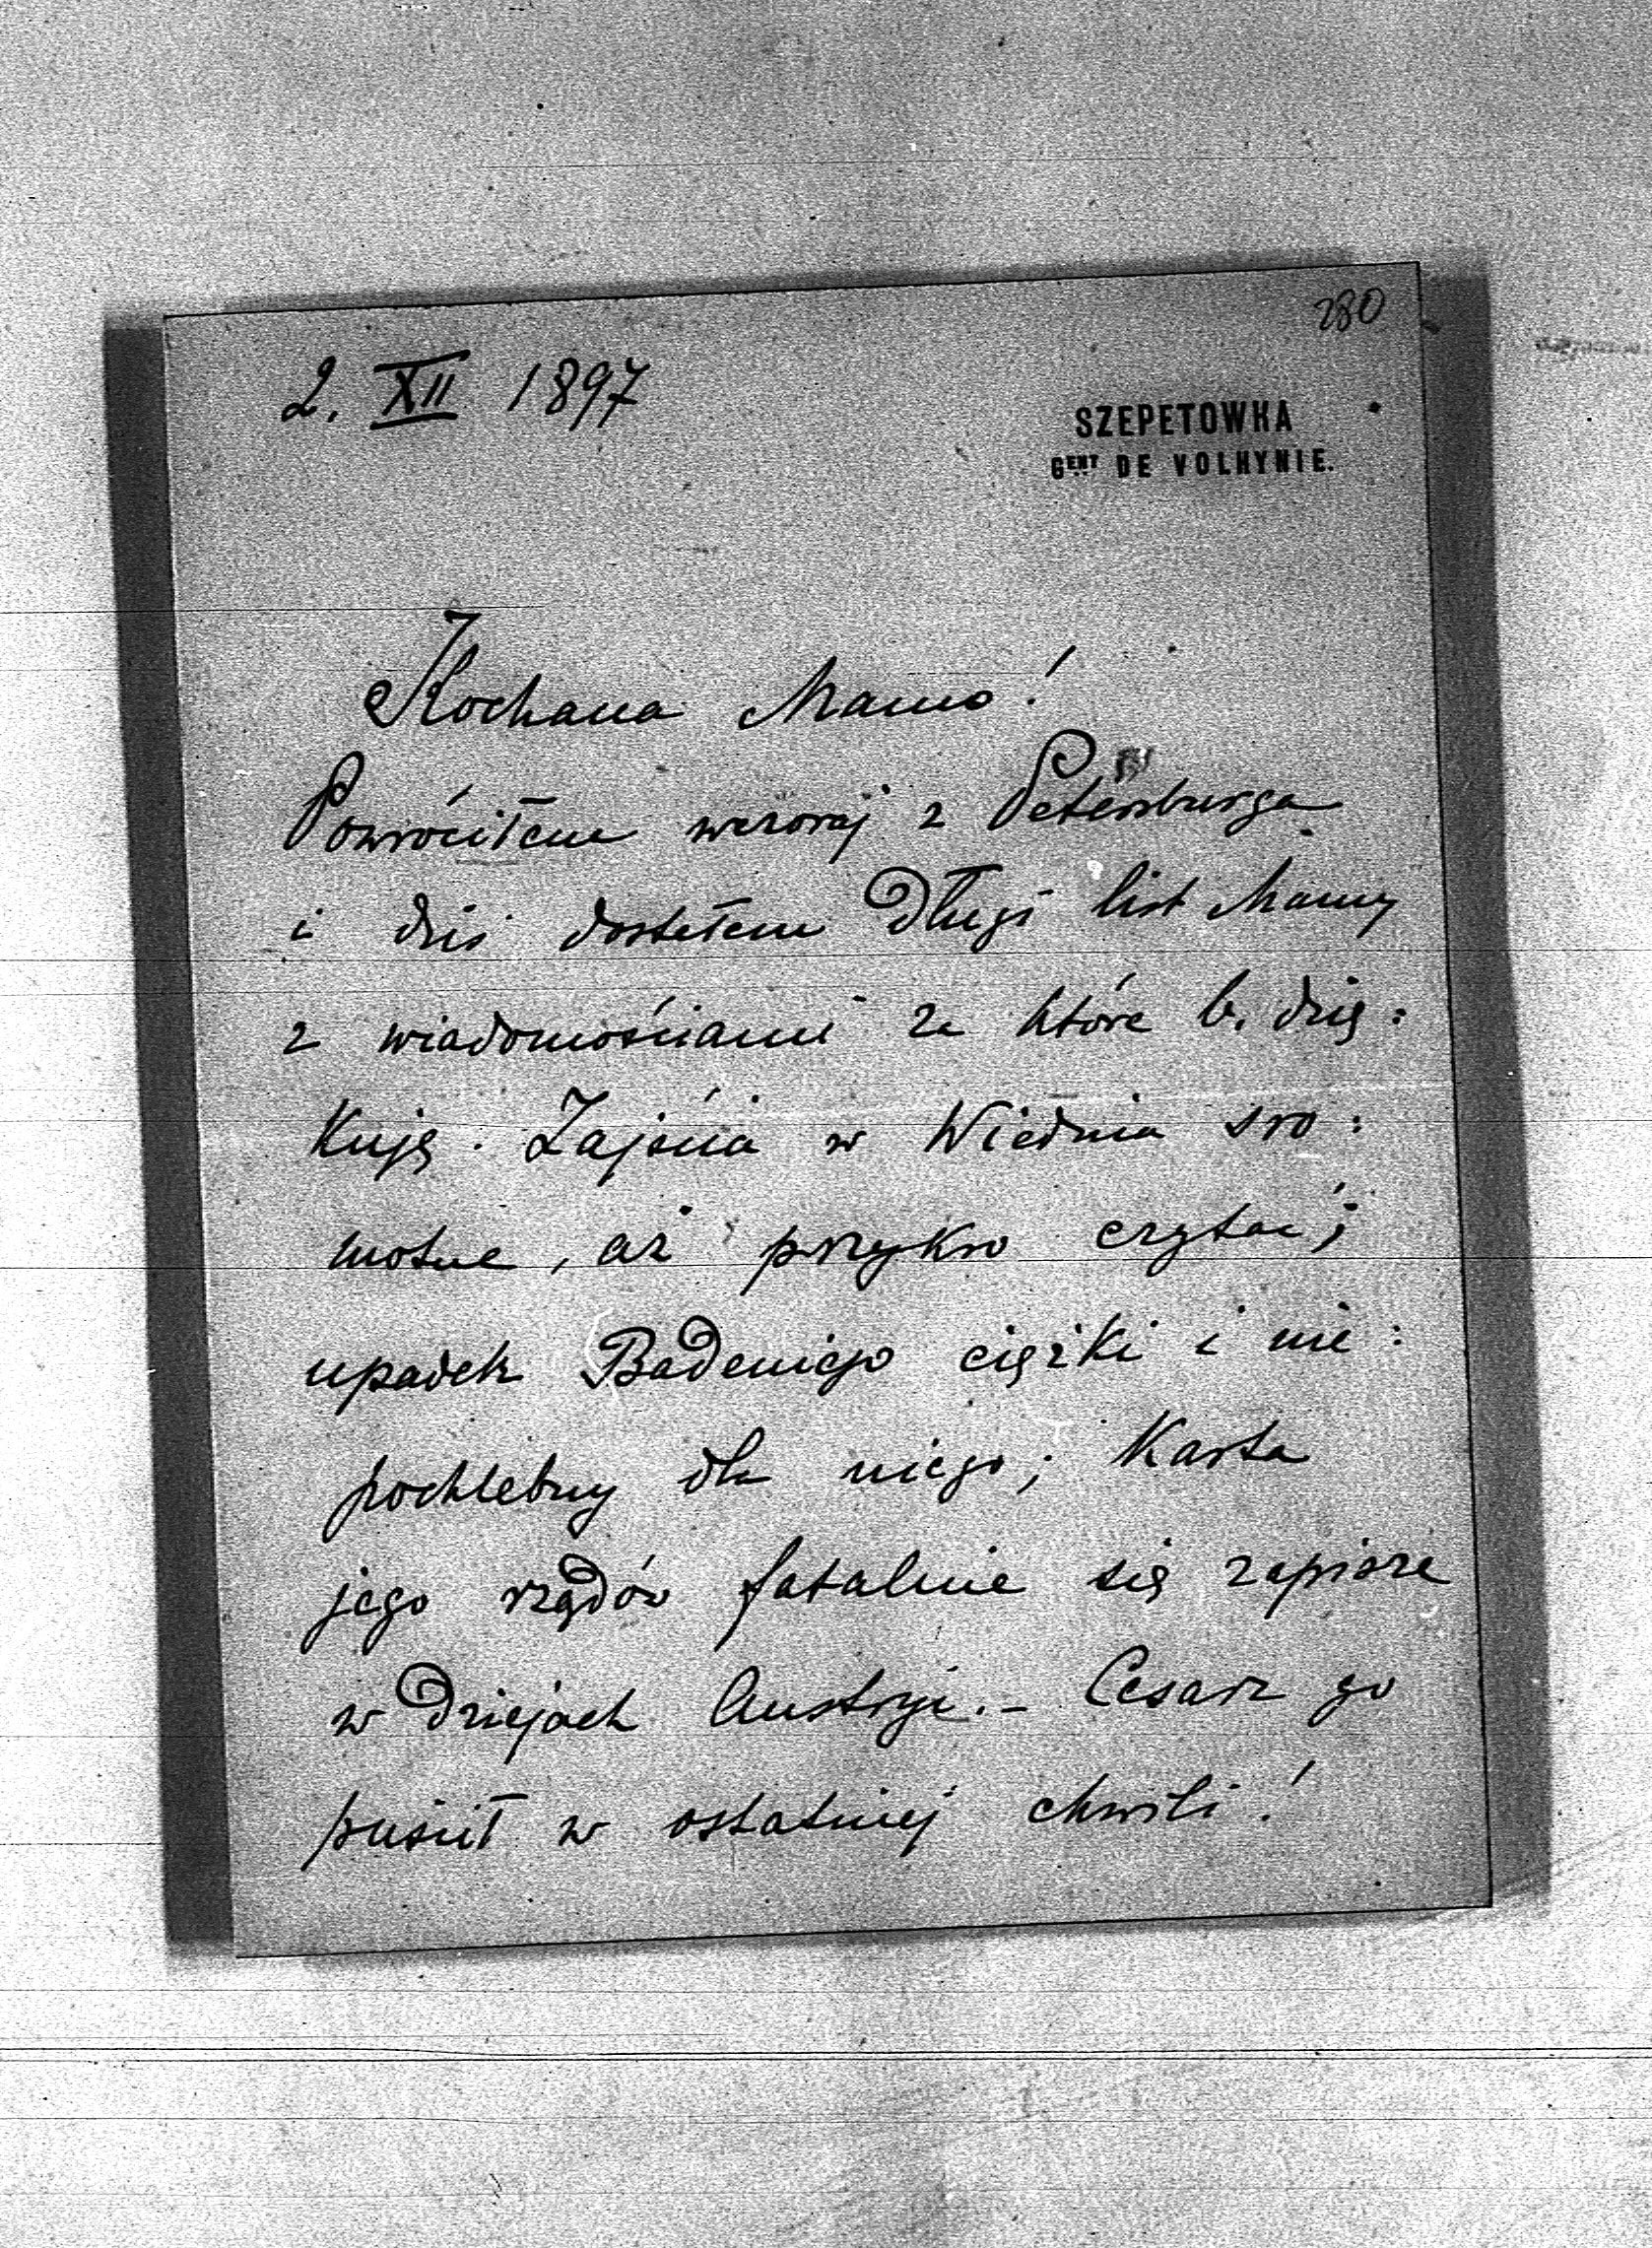 280
2. XII 1897
SZEPETOWKA
GENT DE VOLHYNIE.
Kochana Mamo!
Powróciłem wczoraj z Petersburga
i dziś dostałem długi list Mamy
z wiadomościami za które b. dzię:
kuję. Zajścia w Wiedniu sro:
motne, aż przykro czytać;
upadek Badeniego ciężki i nie:
pochlebny dla niego; Karta
jego rządów fatalnie się zapisze
w dziejach Austryi. – Cesarz go
puścił w ostatniej chwili!